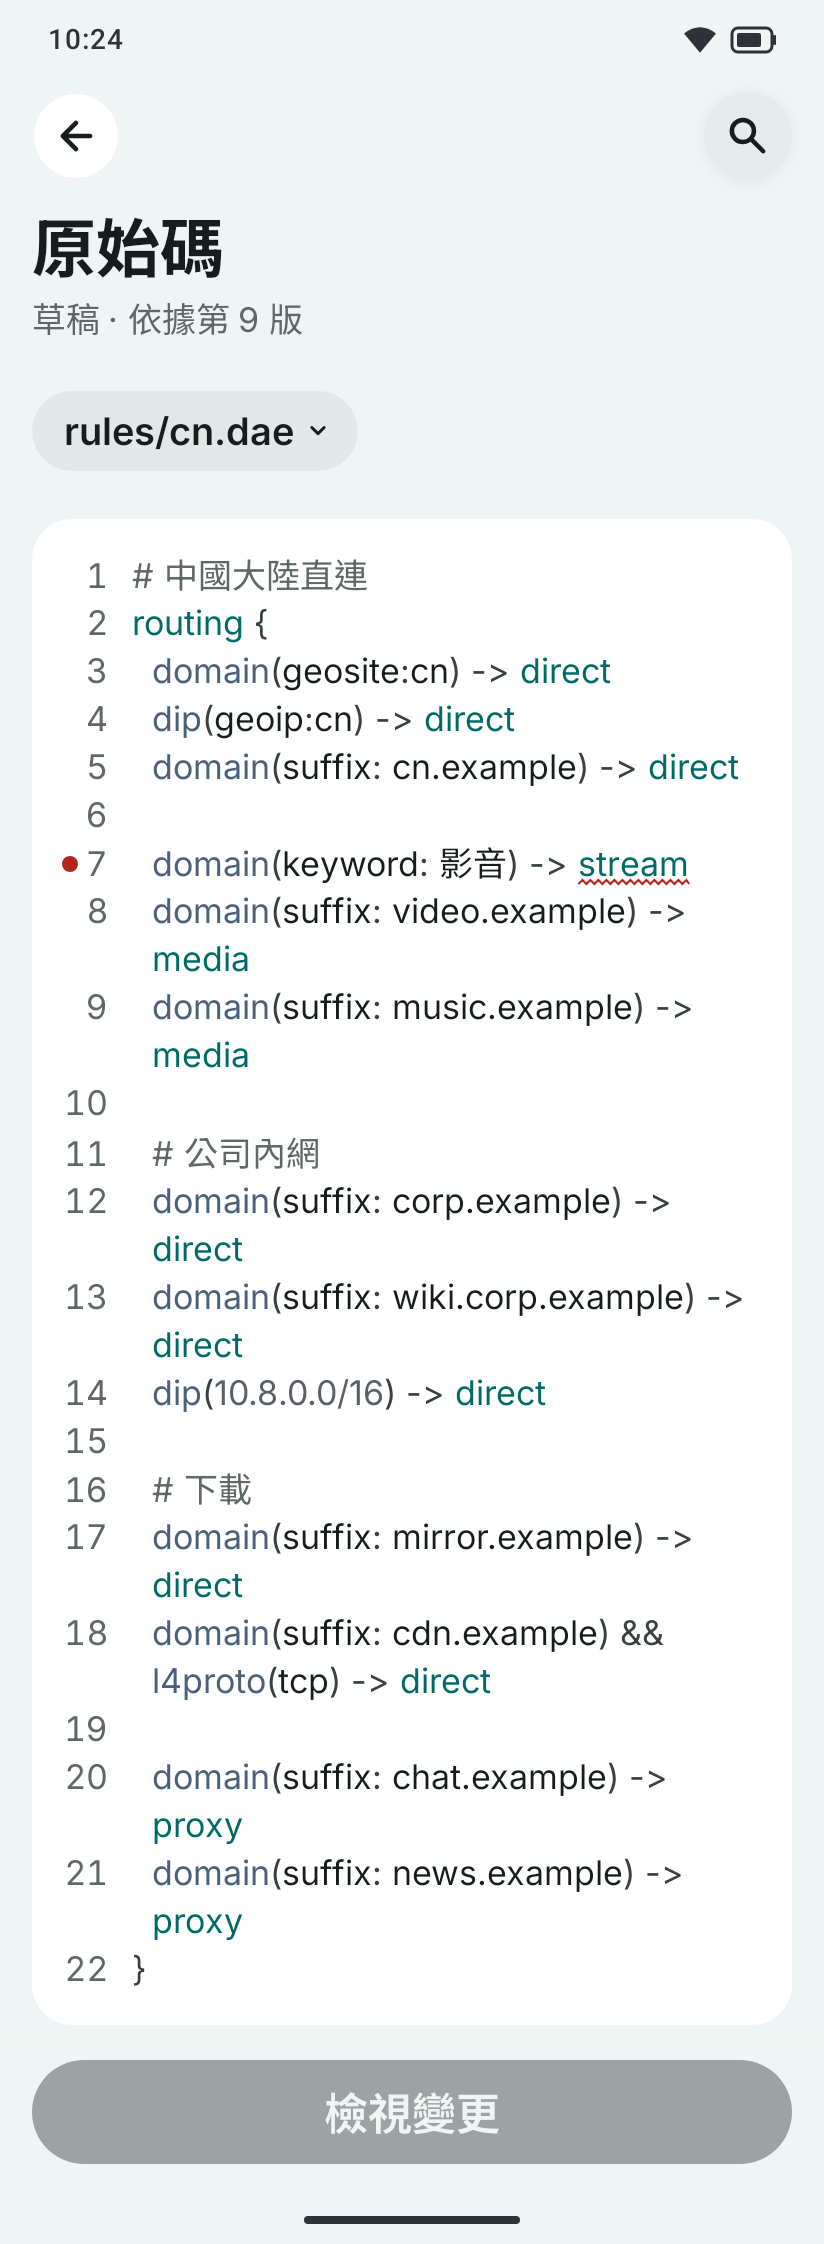 10:24
原始碼
草稿 · 依據第 9 版
rules/cn.dae
1 # 中國大陸直連
2 routing {
3 domain(geosite:cn) -> direct
4 dip(geoip:cn) -> direct
5 domain(suffix: cn.example) -> direct
6
7 domain(keyword: 影音) -> stream
8 domain(suffix: video.example) ->
media
9 domain(suffix: music.example) ->
media
10
11 # 公司內網
12 domain(suffix: corp.example) ->
direct
13 domain(suffix: wiki.corp.example) ->
direct
14 dip(10.8.0.0/16) -> direct
15
16 # 下載
17 domain(suffix: mirror.example) ->
direct
18 domain(suffix: cdn.example) &&
l4proto(tcp) -> direct
19
20 domain(suffix: chat.example) ->
proxy
21 domain(suffix: news.example) ->
proxy
22 }
檢視變更